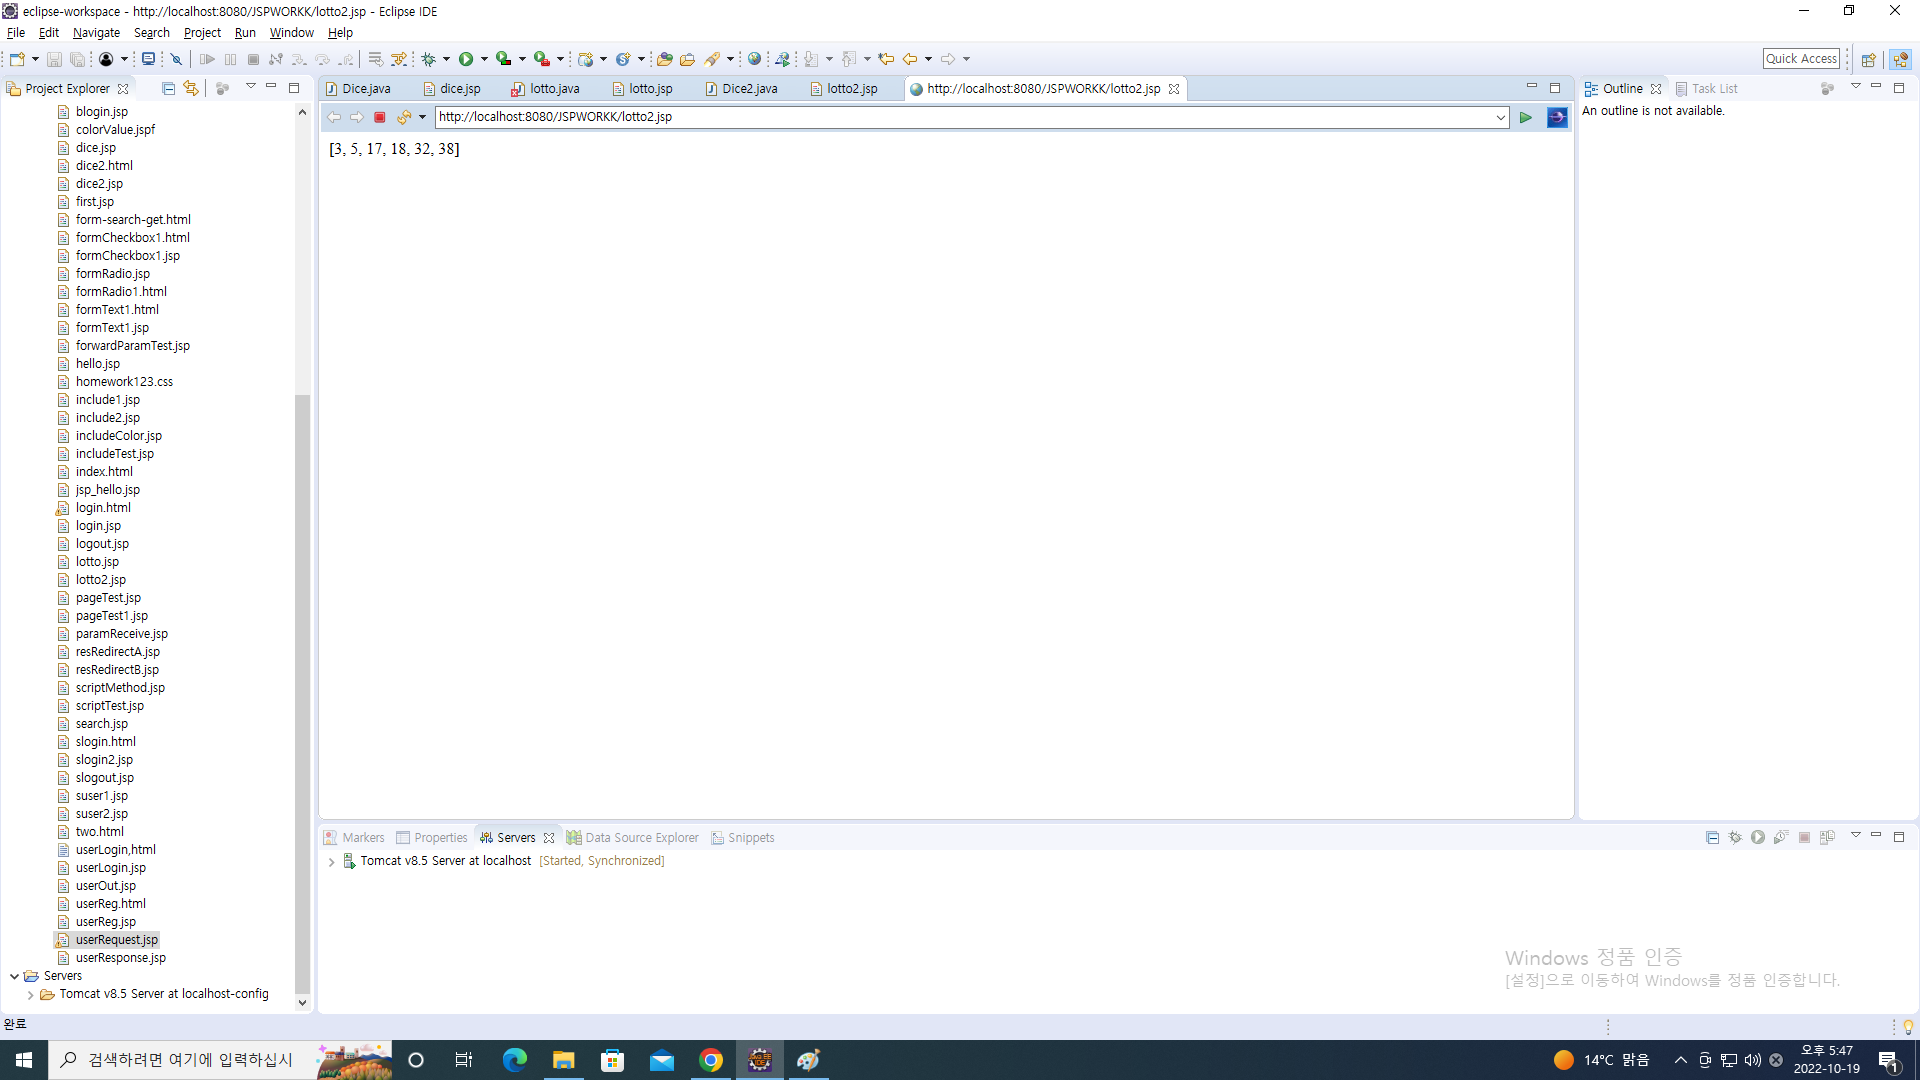 eclipse-workspace - http://localhost:8080/JSPWORKK/lotto2.jsp - Eclipse IDE
File Edit Navigate Search Project Run Window Help
Quick Access
Project Explorer
Dice.java dice.jsp lotto.java lotto.jsp Dice2.java lotto2.jsp http://localhost:8080/JSPWORKK/lotto2.jsp
Outline Task List
http://localhost:8080/JSPWORKK/lotto2.jsp
An outline is not available.
[3, 5, 17, 18, 32, 38]
blogin.jsp
colorValue.jspf
dice.jsp
dice2.html
dice2.jsp
first.jsp
form-search-get.html
formCheckbox1.html
formCheckbox1.jsp
formRadio.jsp
formRadio1.html
formText1.html
formText1.jsp
forwardParamTest.jsp
hello.jsp
homework123.css
include1.jsp
include2.jsp
includeColor.jsp
includeTest.jsp
index.html
jsp_hello.jsp
login.html
login.jsp
logout.jsp
lotto.jsp
lotto2.jsp
pageTest.jsp
pageTest1.jsp
paramReceive.jsp
resRedirectA.jsp
resRedirectB.jsp
scriptMethod.jsp
scriptTest.jsp
search.jsp
slogin.html
slogin2.jsp
slogout.jsp
suser1.jsp
suser2.jsp
two.html
userLogin,html
userLogin.jsp
userOut.jsp
userReg.html
userReg.jsp
userRequest.jsp
userResponse.jsp
Servers
Tomcat v8.5 Server at localhost-config
Markers Properties Servers Data Source Explorer Snippets
Tomcat v8.5 Server at localhost [Started, Synchronized]
Windows 정품 인증
[설정]으로 이동하여 Windows를 정품 인증합니다.
완료
검색하려면 여기에 입력하십시
14°C 맑음
오후 5:47
2022-10-19
1